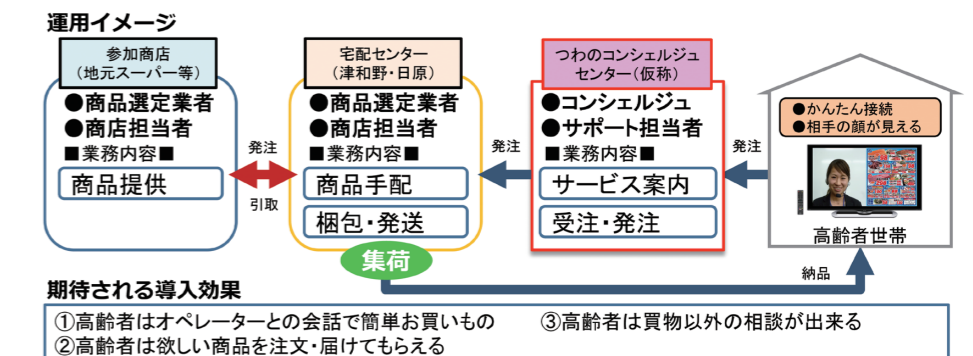 運用イメージ
参加商店
(地元スーパー等)
●商品選定業者
●商店担当者
■業務内容■
商品提供
発注
引取
宅配センター
(津和野・日原)
●商品選定業者
●商店担当者
■業務内容■
商品手配
梱包・発送
集荷
発注
つわのコンシェルジュ
センター(仮称)
●コンシェルジュ
●サポート担当者
■業務内容■
サービス案内
受注・発注
発注
●かんたん接続
●相手の顔が見える
高齢者世帯
納品
期待される導入効果
①高齢者はオペレーターとの会話で簡単お買いもの
②高齢者は欲しい商品を注文・届けてもらえる
③高齢者は買物以外の相談が出来る